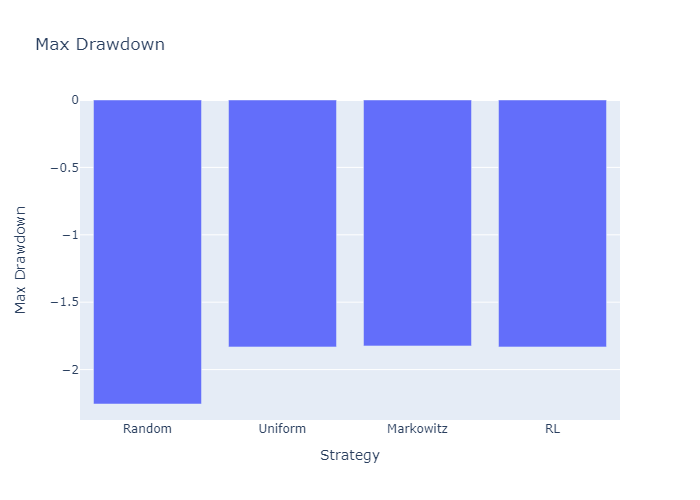 Max Drawdown
0
−0.5
−1
−1.5
−2
Max Drawdown
Random
Uniform
Markowitz
RL
Strategy